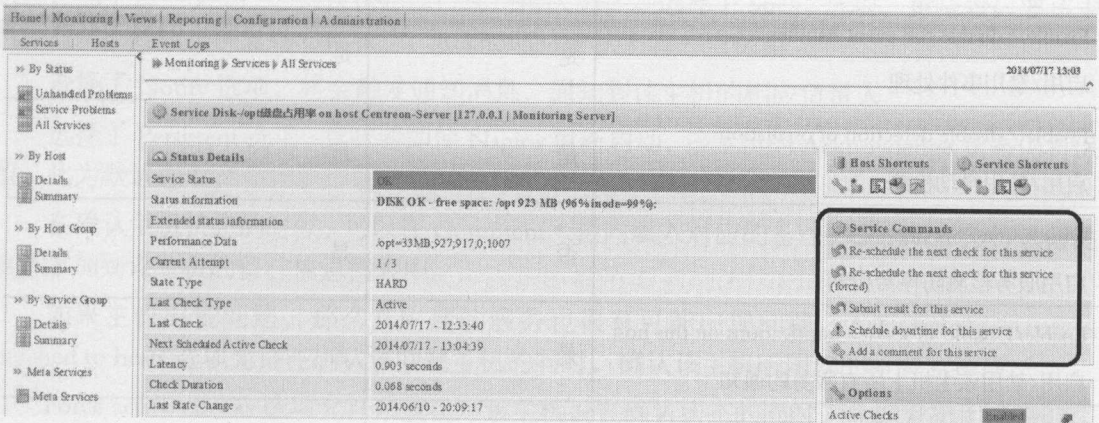 Home Monitoring Views Reporting Configuration Administration
Services Hosts Event Logs
Monitoring Services All Services
2014/07/17 13:03
By Status
Unhandled Problems
Service Problems
All Services
By Host
Details
Summary
By Host Group
Details
Summary
By Service Group
Details
Summary
Meta Services
Meta Services
Service Disk-/opt磁盘占用率 on host Centreon-Server [127.0.0.1 | Monitoring Server]
Status Details
Service Status OK
Status information DISK OK - free space: /opt 923 MB (96% inode=99%):
Extended status information
Performance Data /opt=33MB;927;917;0;1007
Current Attempt 1/3
State Type HARD
Last Check Type Active
Last Check 2014/07/17 - 12:33:40
Next Scheduled Active Check 2014/07/17 - 13:04:39
Latency 0.903 seconds
Check Duration 0.068 seconds
Last State Change 2014/06/10 - 20:09:17
Host Shortcuts
Service Shortcuts
Service Commands
Re-schedule the next check for this service
Re-schedule the next check for this service
(forced)
Submit result for this service
Schedule downtime for this service
Add a comment for this service
Options
Active Checks Enabled